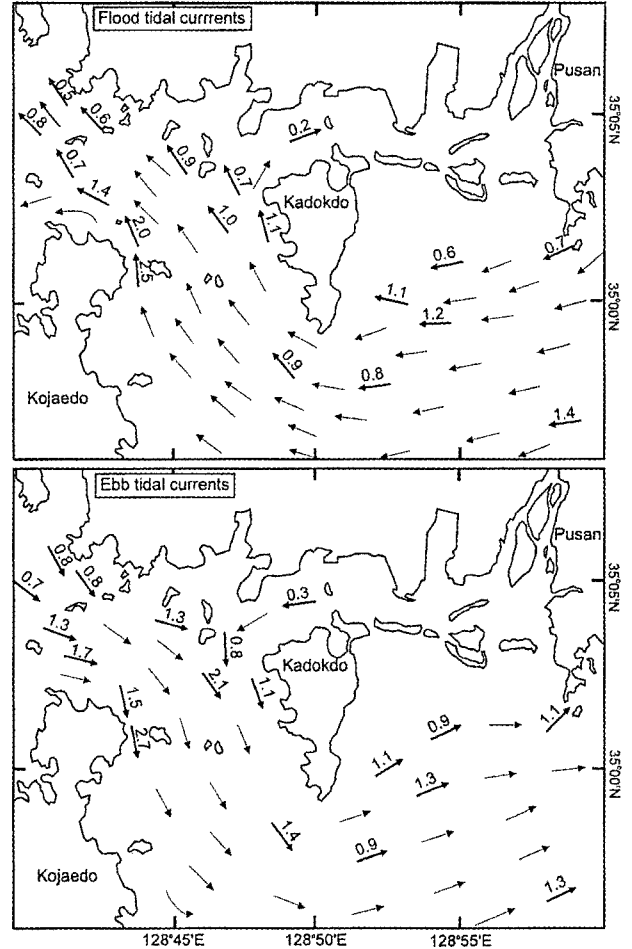 Flood tidal currrents
Pusan
0.3
0.8
0.6
0.2
35°05'N
0.7
0.9
0.7
1.4
Kadokdo
2.0
1.0
1.1
0.7
2.5
0.6
1.1
35°00'N
1.2
0.9
0.8
Kojaedo
1.4
Ebb tidal currents
Pusan
0.8
0.7
0.8
35°05'N
0.3
1.3
1.3
0.8
1.7
Kadokdo
2.1
1.1
1.5
1.1
0.9
2.7
1.1
35°00'N
1.3
1.4
0.9
Kojaedo
1.3
128°45'E
128°50'E
128°55'E